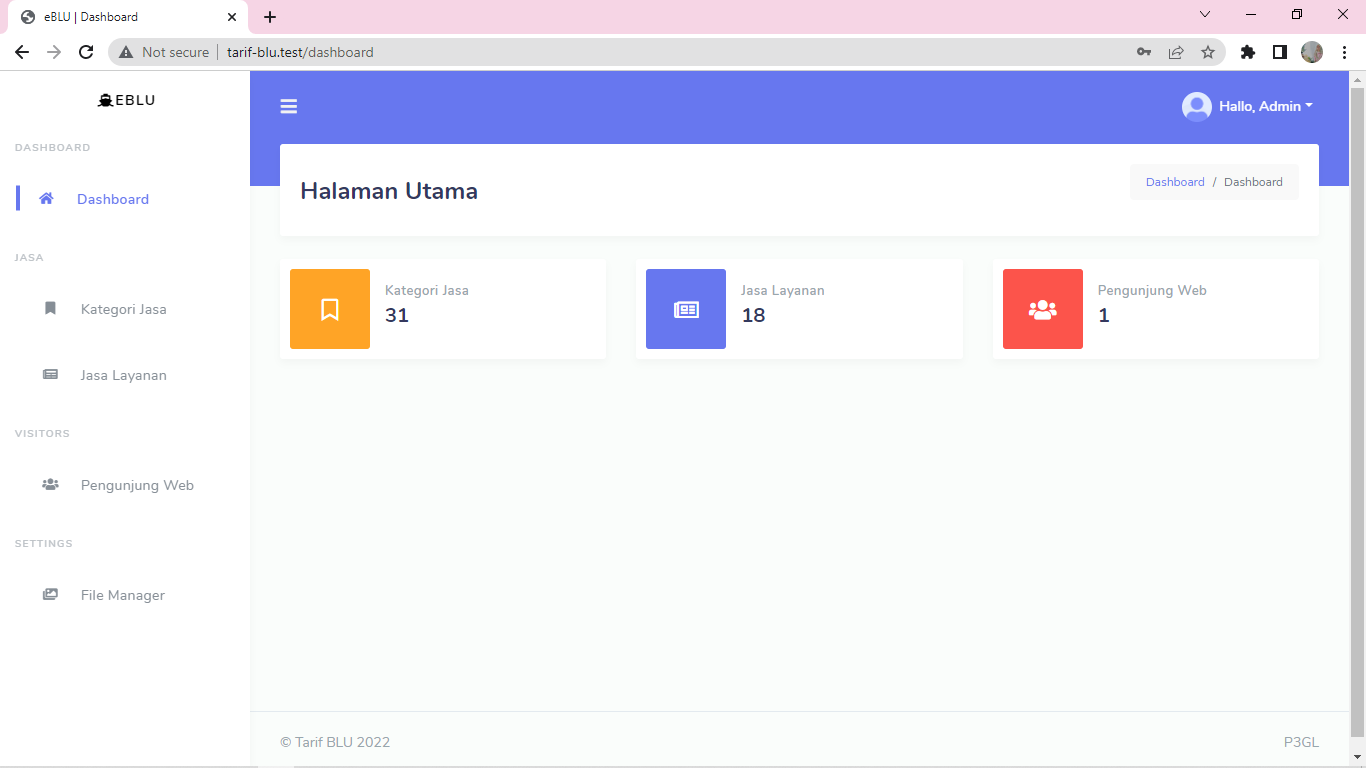 eBLU | Dashboard
Not secure | tarif-blu.test/dashboard
EBLU
Hallo, Admin
DASHBOARD
Dashboard
JASA
Kategori Jasa
Jasa Layanan
VISITORS
Pengunjung Web
SETTINGS
File Manager
Halaman Utama
Dashboard / Dashboard
Kategori Jasa
31
Jasa Layanan
18
Pengunjung Web
1
© Tarif BLU 2022
P3GL